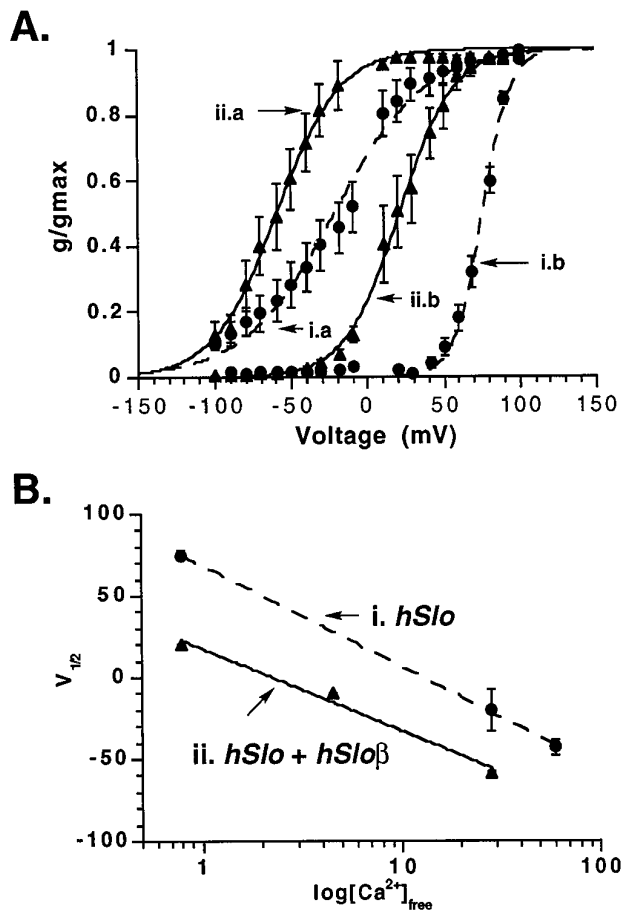 A.
1
0.8
0.6
0.4
0.2
0
g/gmax
ii.a
i.b
ii.b
i.a
-150 -100 -50 0 50 100 150
Voltage (mV)
B.
100
50
0
-50
-100
V1/2
i. hSlo
ii. hSlo + hSloβ
1 10 100
log[Ca2+]free